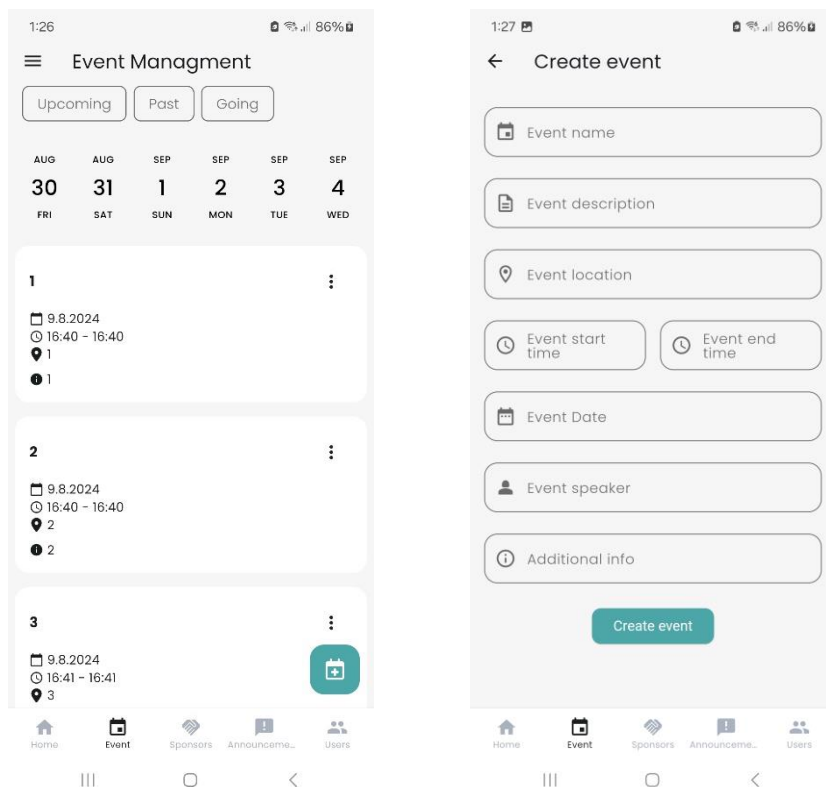 1:26 86%
Event Managment
Upcoming Past Going
AUG AUG SEP SEP SEP SEP
30 31 1 2 3 4
FRI SAT SUN MON TUE WED
1
9.8.2024
16:40 - 16:40
1
1
2
9.8.2024
16:40 - 16:40
2
2
3
9.8.2024
16:41 - 16:41
3
Home Event Sponsors Announceme... Users
1:27 86%
Create event
Event name
Event description
Event location
Event start time
Event end time
Event Date
Event speaker
Additional info
Create event
Home Event Sponsors Announceme... Users